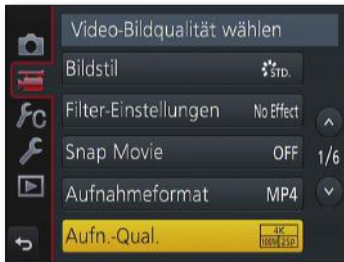 Video-Bildqualität wählen
Bildstil STD.
Filter-Einstellungen No Effect
Snap Movie OFF 1/6
Aufnahmeformat MP4
Aufn.-Qual. 4K 100M 25p
FC